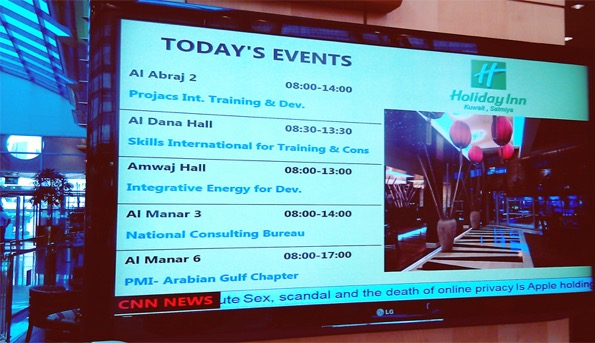 TODAY'S EVENTS
Al Abraj 2 08:00-14:00
Projacs Int. Training & Dev.
Al Dana Hall 08:30-13:30
Skills International for Training & Cons
Amwaj Hall 08:00-13:00
Integrative Energy for Dev.
Al Manar 3 08:00-14:00
National Consulting Bureau
Al Manar 6 08:00-17:00
PMI- Arabian Gulf Chapter
H
Holiday Inn
Kuwait, Salmiya
CNN NEWS ute Sex, scandal and the death of online privacy Is Apple holding
LG